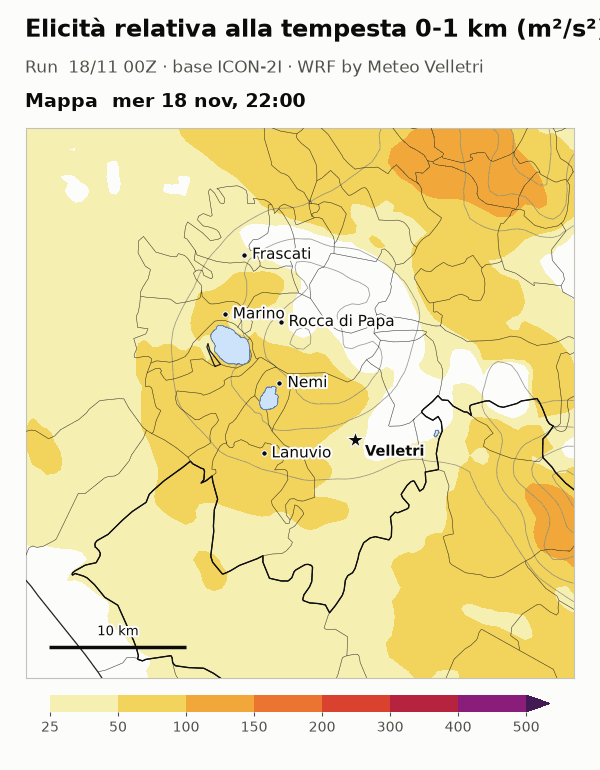 Elicità relativa alla tempesta 0-1 km (m²/s²)
Run  18/11 00Z · base ICON-2I · WRF by Meteo Velletri
Mappa  mer 18 nov, 22:00
Frascati
Marino
Rocca di Papa
Nemi
Velletri
Lanuvio
10 km
25 50 100 150 200 300 400 500